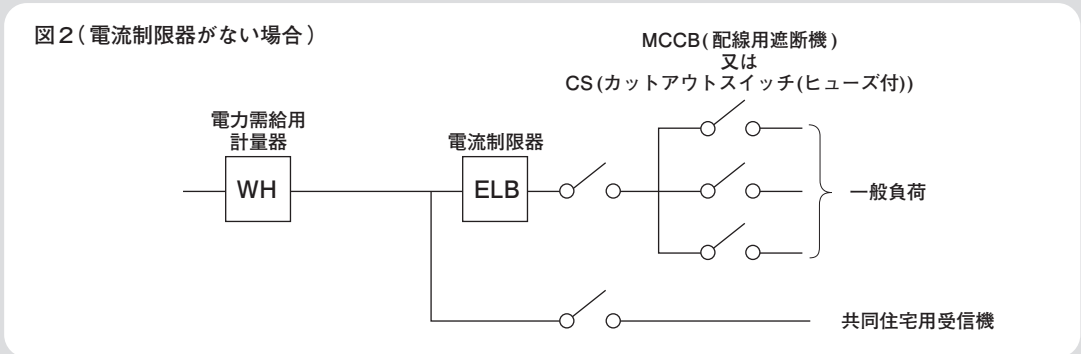 図2(電流制限器がない場合)
MCCB(配線用遮断機)
又は
CS(カットアウトスイッチ(ヒューズ付))
電力需給用
計量器
電流制限器
WH
ELB
一般負荷
共同住宅用受信機